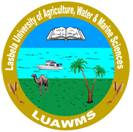 Lasbela University of Agriculture, Water & Marine Sciences
LUAWMS